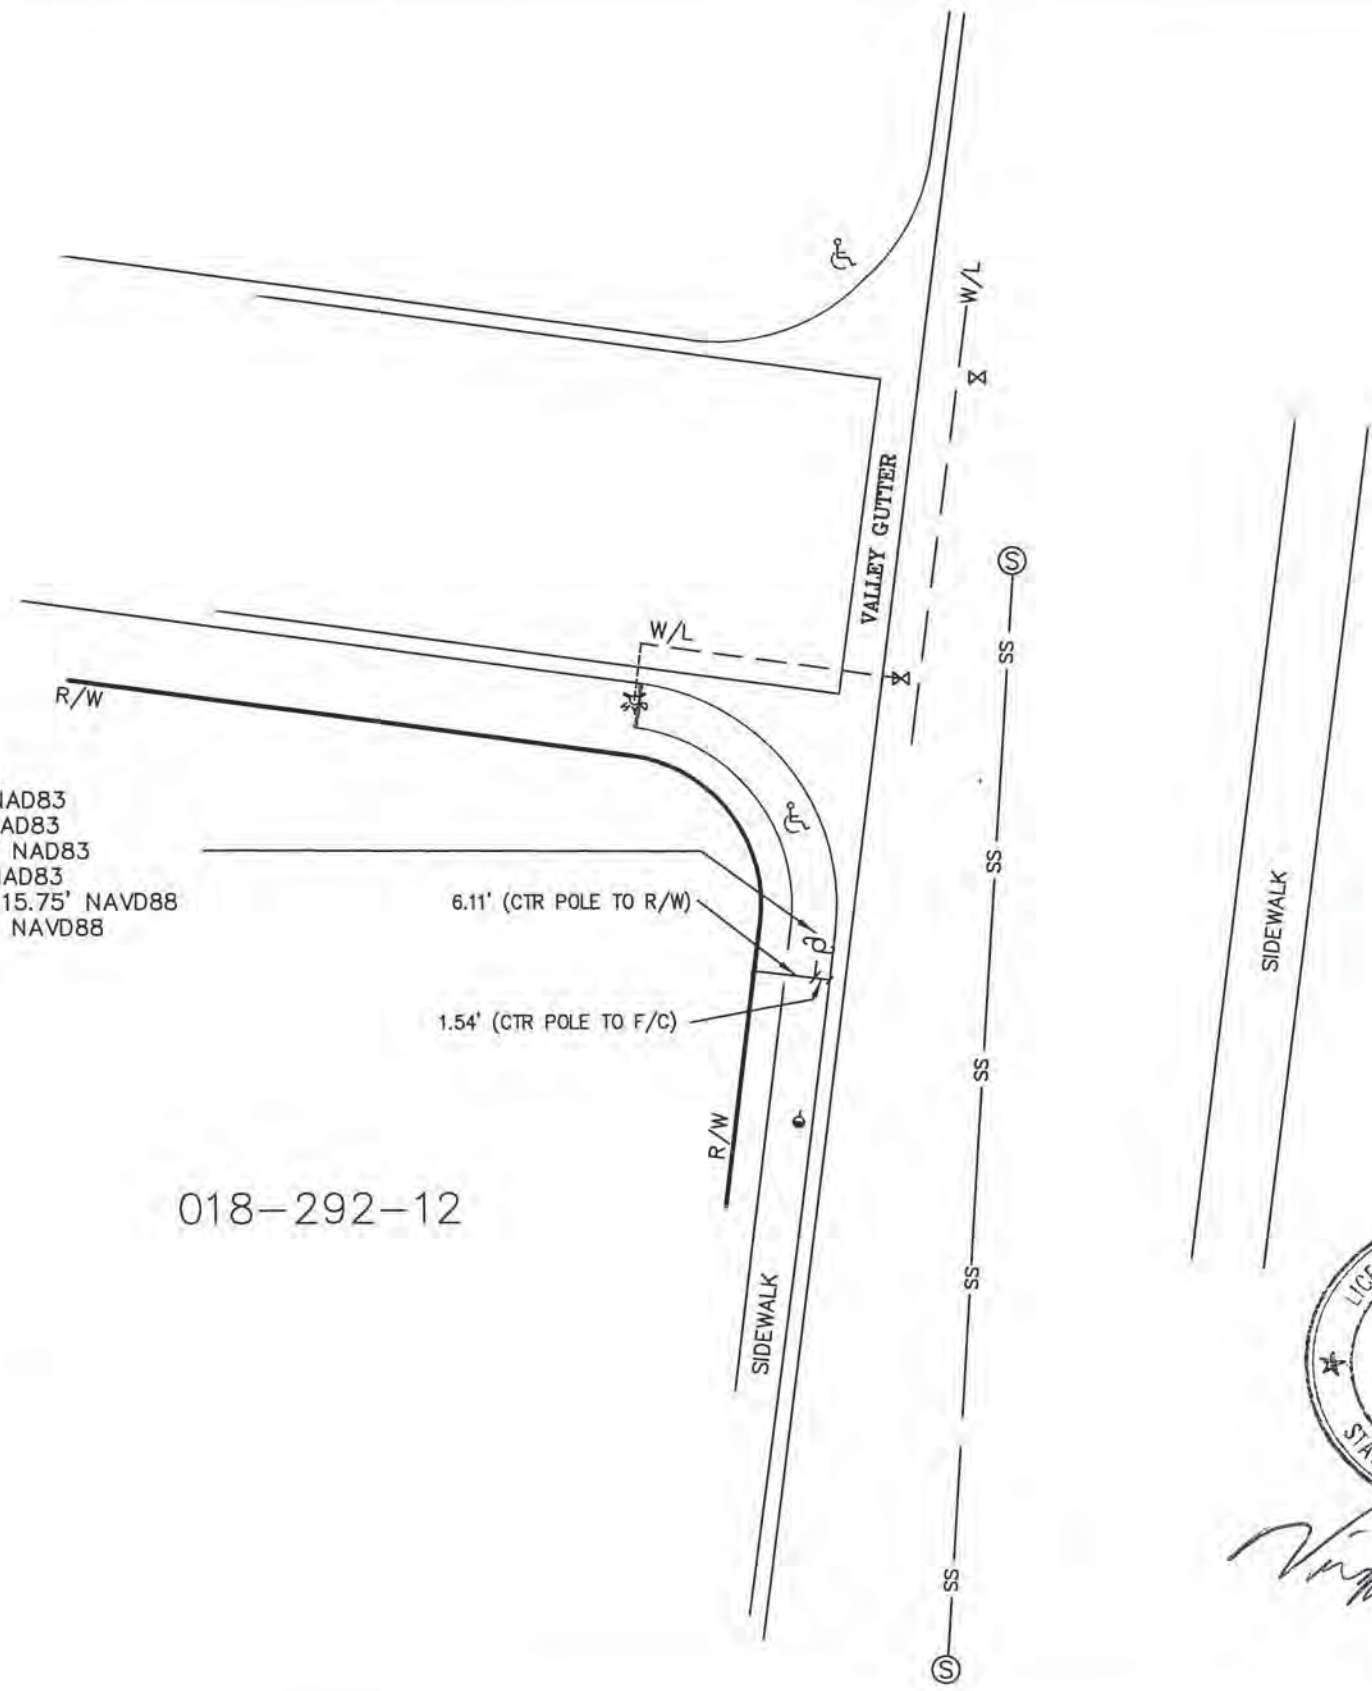 W/L
VALLEY GUTTER
S
SS
W/L
R/W
NAD83
NAD83
NAD83
NAD83
15.75' NAVD88
NAVD88
SS
SIDEWALK
6.11' (CTR POLE TO R/W)
1.54' (CTR POLE TO F/C)
SS
R/W
018-292-12
SS
SIDEWALK
SS
S